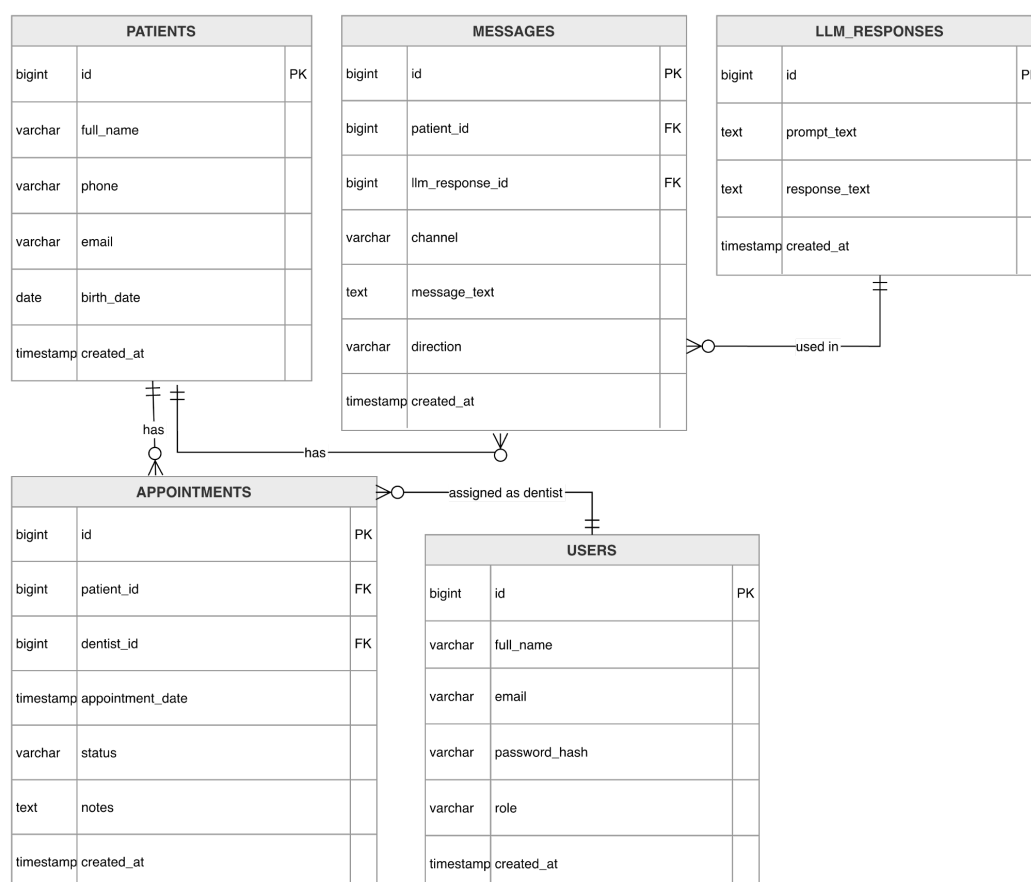 PATIENTS
bigint id PK
varchar full_name
varchar phone
varchar email
date birth_date
timestamp created_at
MESSAGES
bigint id PK
bigint patient_id FK
bigint llm_response_id FK
varchar channel
text message_text
varchar direction
timestamp created_at
LLM_RESPONSES
bigint id
text prompt_text
text response_text
timestamp created_at
used in
has
has
APPOINTMENTS
bigint id PK
bigint patient_id FK
bigint dentist_id FK
timestamp appointment_date
varchar status
text notes
timestamp created_at
assigned as dentist
USERS
bigint id PK
varchar full_name
varchar email
varchar password_hash
varchar role
timestamp created_at